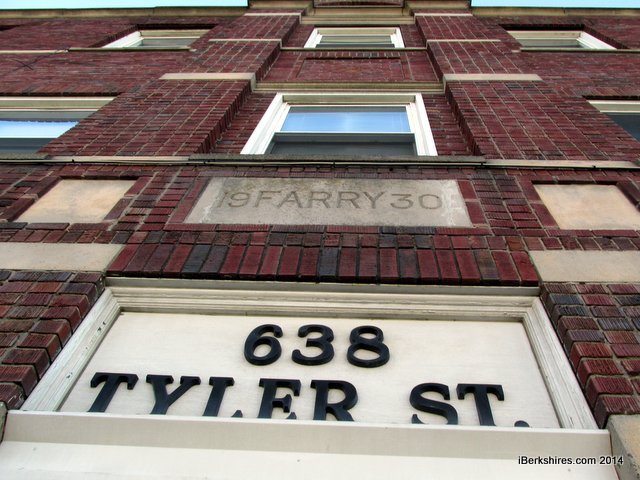 19FARRY30
638
TYLER ST.
iBerkshires.com 2014